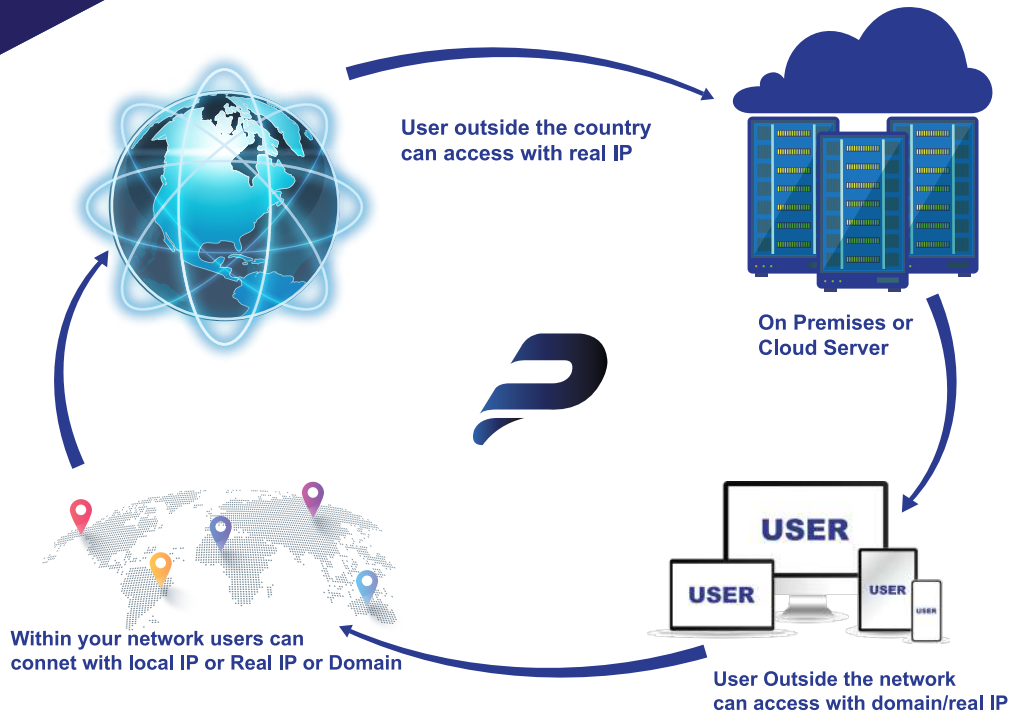 User outside the country
can access with real IP
On Premises or
Cloud Server
USER
USER
USER
USER
Within your network users can
connet with local IP or Real IP or Domain
User Outside the network
can access with domain/real IP